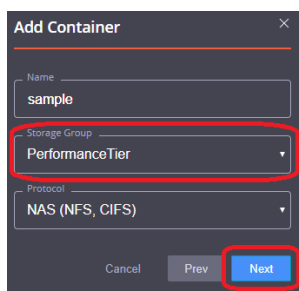 Add Container
Name
sample
Storage Group
PerformanceTier
Protocol
NAS (NFS, CIFS)
Cancel Prev Next